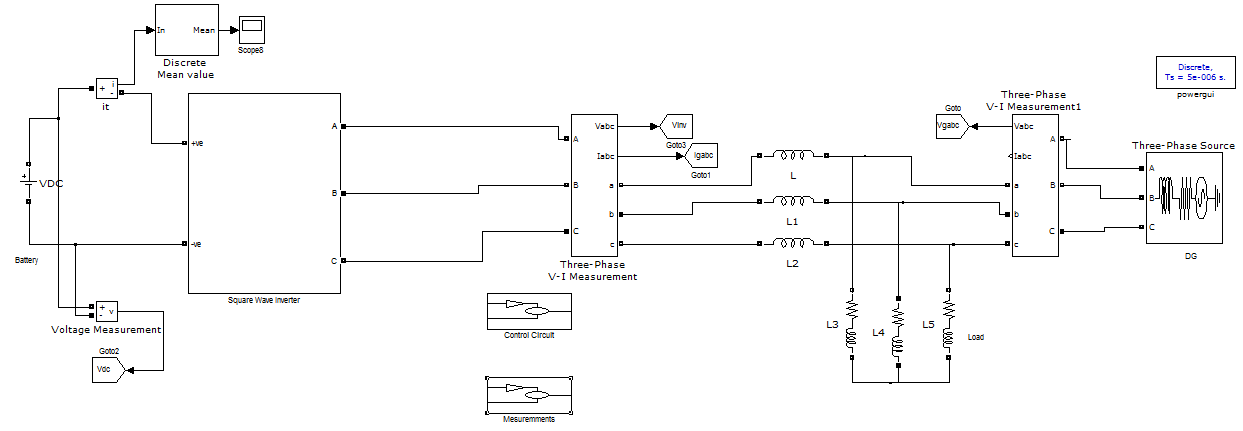 In
Mean
Scope8
Discrete
Mean value
i
+
-
it
+
VDC
Battery
+ve
-ve
A
B
C
Square Wave Inverter
+
-
v
Voltage Measurement
Goto2
Vdc
Vabc
Iabc
A
B
C
a
b
c
Three-Phase
V-I Measurement
Vinv
Goto3
Igabc
Goto1
Control Circuit
Mesuremments
L
L1
L2
L3
L4
L5
Load
Goto
Vgabc
Three-Phase
V-I Measurement1
Vabc
Iabc
a
b
c
A
B
C
Discrete,
Ts = 5e-006 s.
powergui
Three-Phase Source
A
B
C
DG